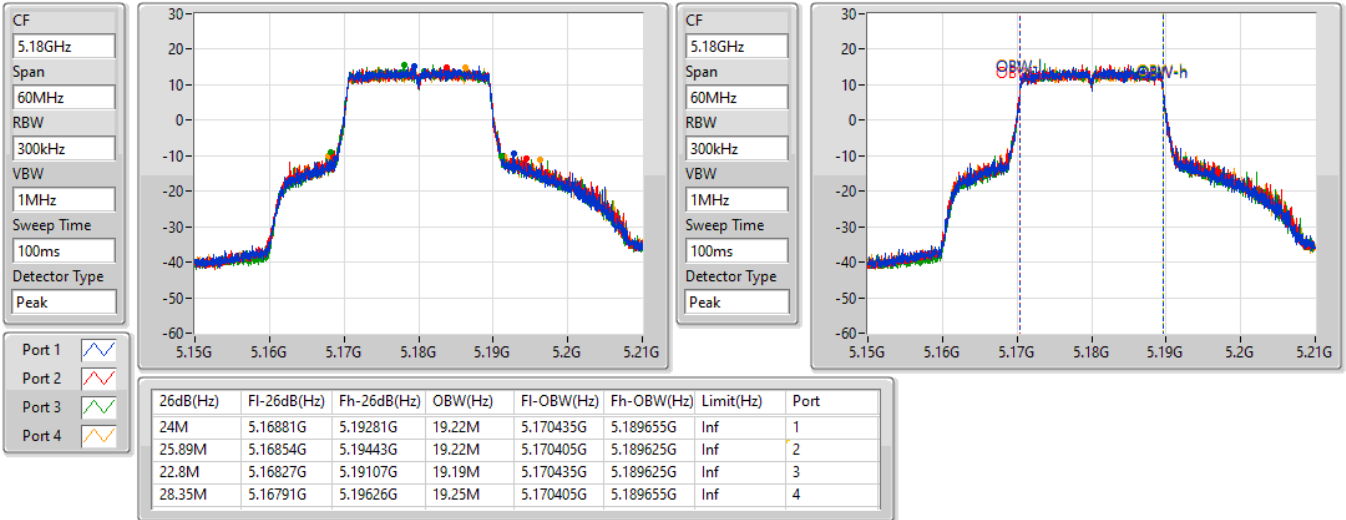 CF
5.18GHz
Span
60MHz
RBW
300kHz
VBW
1MHz
Sweep Time
100ms
Detector Type
Peak
30
20
10
0
-10
-20
-30
-40
-50
-60
5.15G 5.16G 5.17G 5.18G 5.19G 5.2G 5.21G
CF
5.18GHz
Span
60MHz
RBW
300kHz
VBW
1MHz
Sweep Time
100ms
Detector Type
Peak
30
20
10
0
-10
-20
-30
-40
-50
-60
OBW-l OBW-h
5.15G 5.16G 5.17G 5.18G 5.19G 5.2G 5.21G
Port 1
Port 2
Port 3
Port 4
26dB(Hz) Fl-26dB(Hz) Fh-26dB(Hz) OBW(Hz) Fl-OBW(Hz) Fh-OBW(Hz) Limit(Hz) Port
24M 5.16881G 5.19281G 19.22M 5.170435G 5.189655G Inf 1
25.89M 5.16854G 5.19443G 19.22M 5.170405G 5.189625G Inf 2
22.8M 5.16827G 5.19107G 19.19M 5.170435G 5.189625G Inf 3
28.35M 5.16791G 5.19626G 19.25M 5.170405G 5.189655G Inf 4